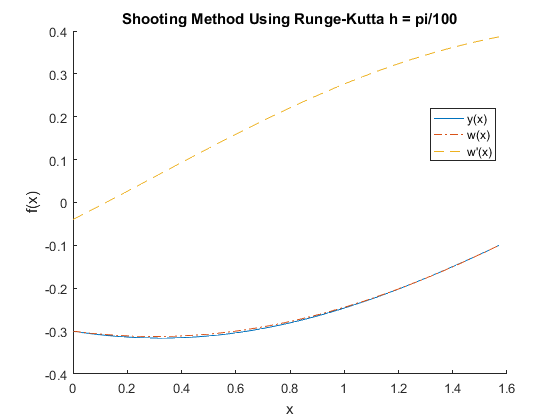 Shooting Method Using Runge-Kutta h = pi/100
0.4
0.3
0.2
0.1
0
-0.1
-0.2
-0.3
-0.4
f(x)
y(x)
w(x)
w'(x)
0 0.2 0.4 0.6 0.8 1 1.2 1.4 1.6
x